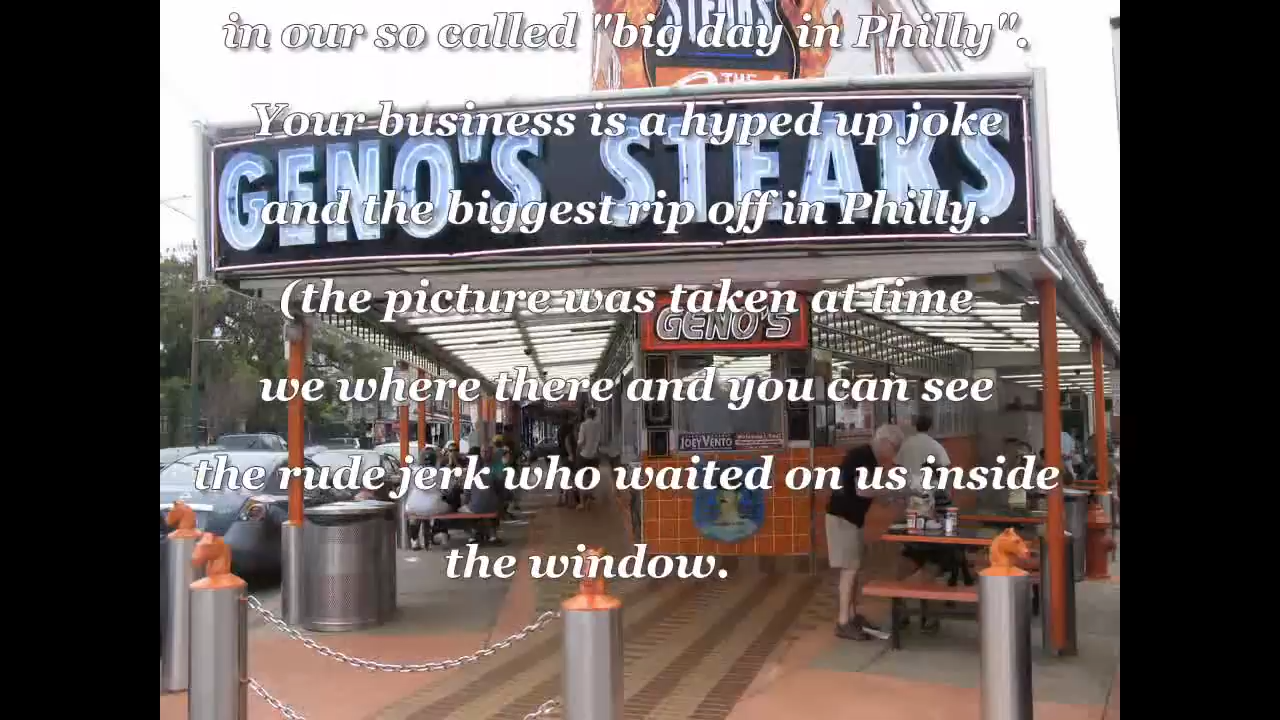 in our so called "big day in Philly".
STEAKS
THE
Your business is a hyped up joke
GENO'S STEAKS
and the biggest rip off in Philly.
(the picture was taken at time
GENO'S
we where there and you can see
JOEY VENTO
the rude jerk who waited on us inside
the window.